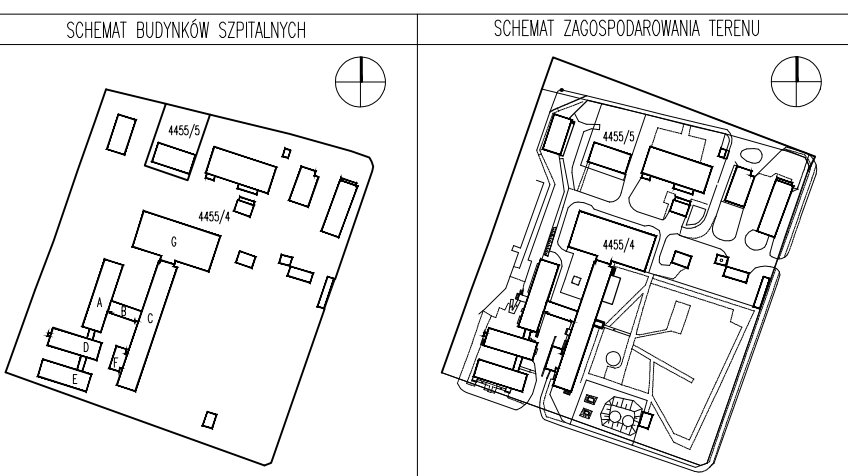 SCHEMAT BUDYNKÓW SZPITALNYCH
SCHEMAT ZAGOSPODAROWANIA TERENU
4455/5
4455/4
G
A
B
C
D
F
E
4455/5
4455/4